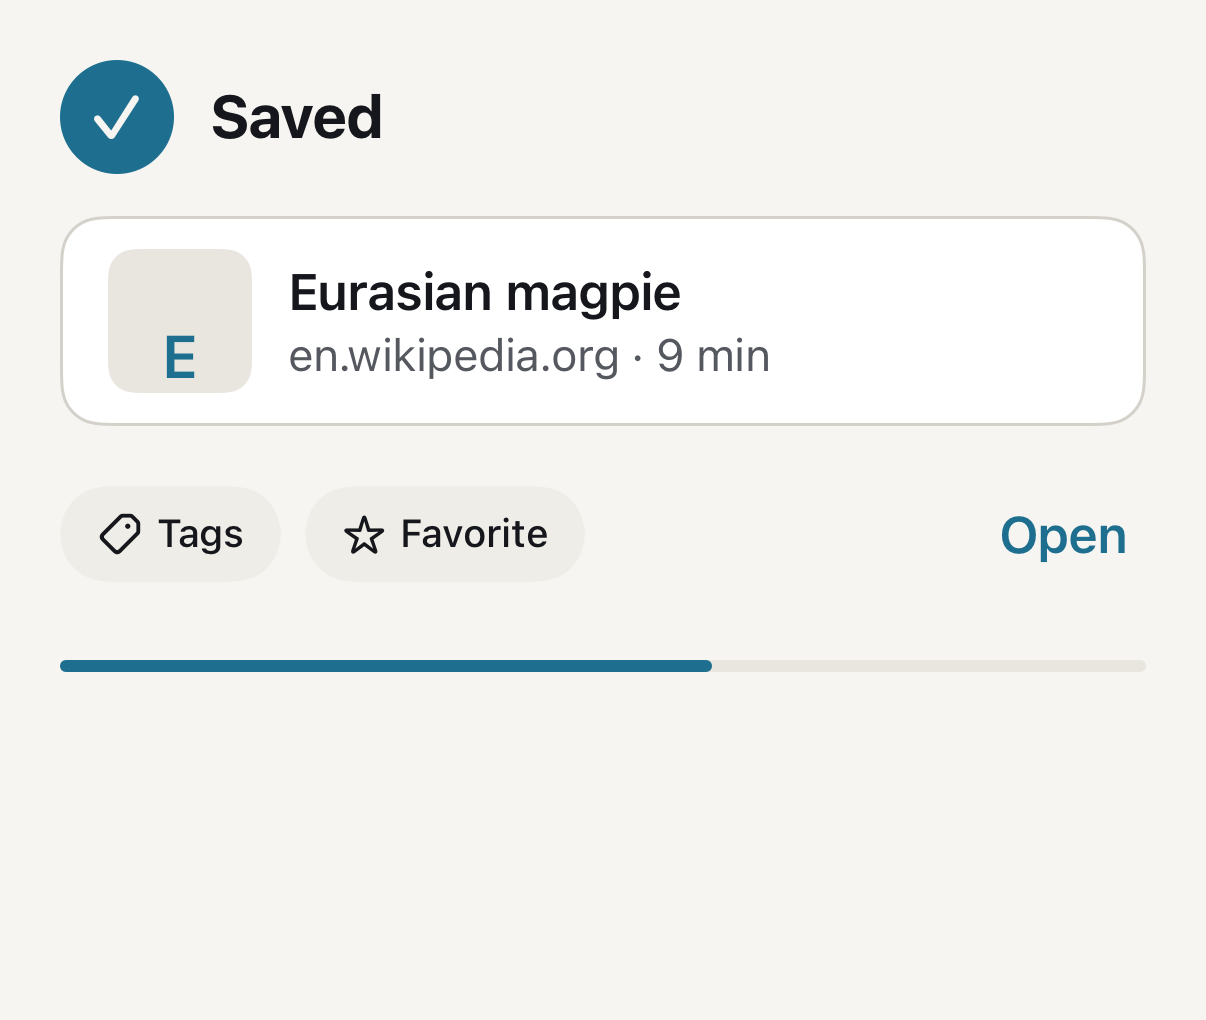 Saved
Eurasian magpie
E
en.wikipedia.org · 9 min
Tags
Favorite
Open